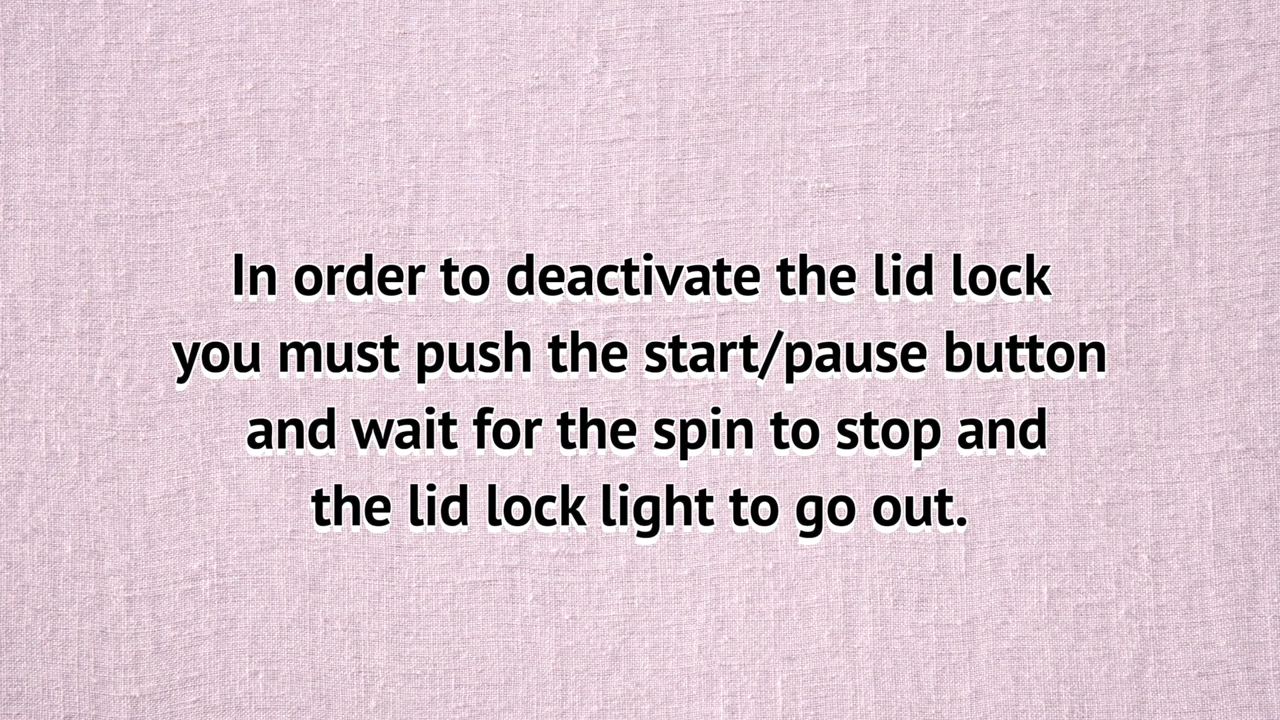 In order to deactivate the lid lock
you must push the start/pause button
and wait for the spin to stop and
the lid lock light to go out.